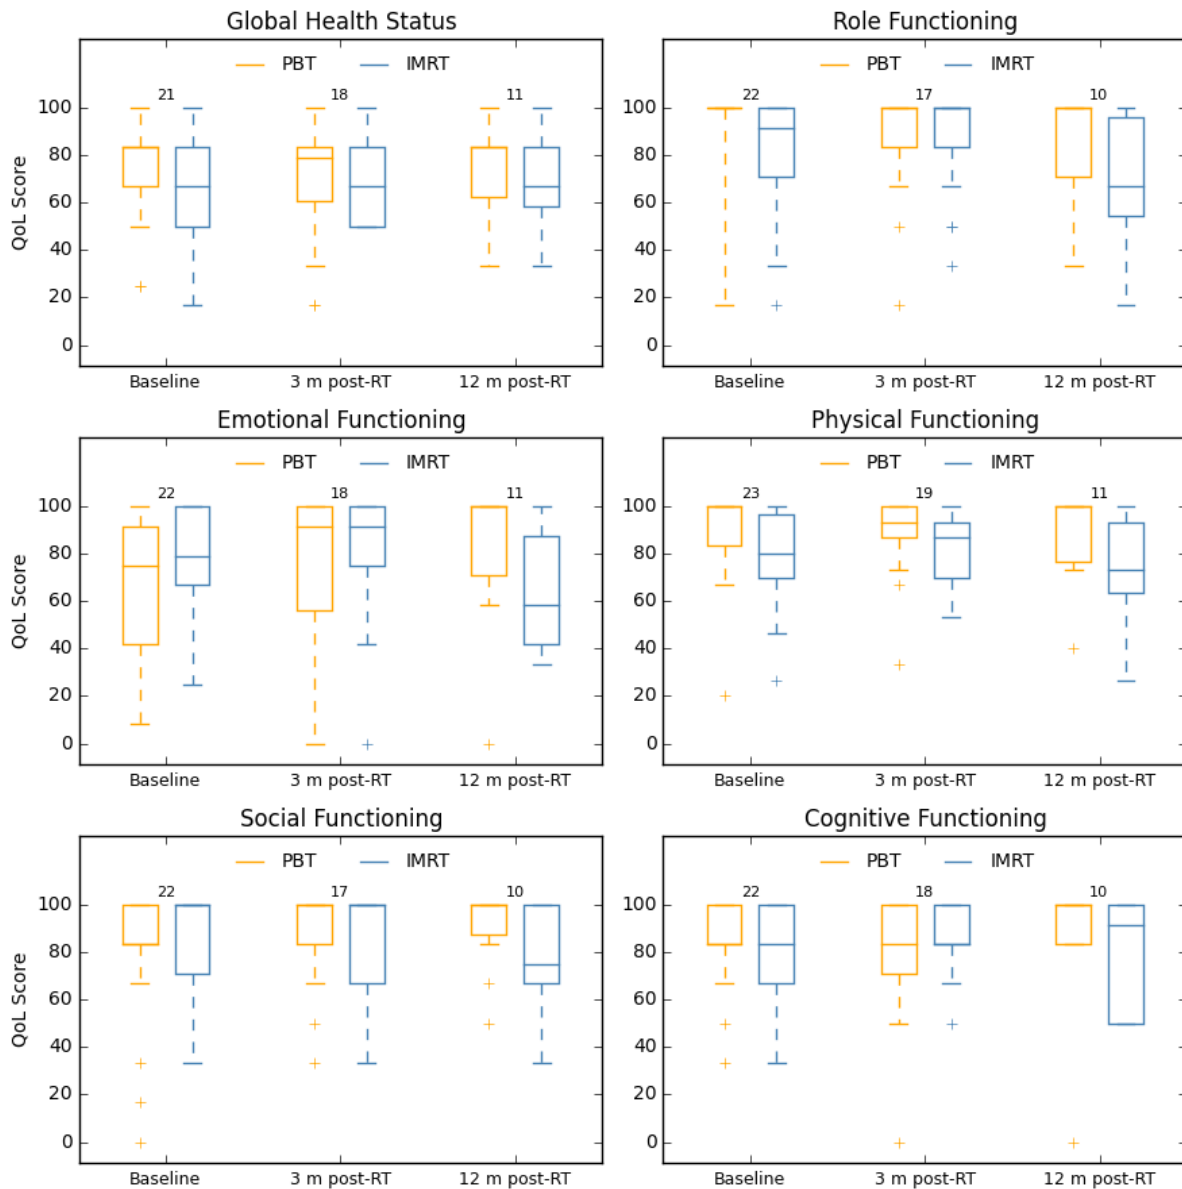 Global Health Status
PBT IMRT
21 18 11
100
80
60
40
20
0
QoL Score
Baseline 3 m post-RT 12 m post-RT
Role Functioning
PBT IMRT
22 17 10
100
80
60
40
20
0
Baseline 3 m post-RT 12 m post-RT
Emotional Functioning
PBT IMRT
22 18 11
100
80
60
40
20
0
QoL Score
Baseline 3 m post-RT 12 m post-RT
Physical Functioning
PBT IMRT
23 19 11
100
80
60
40
20
0
Baseline 3 m post-RT 12 m post-RT
Social Functioning
PBT IMRT
22 17 10
100
80
60
40
20
0
QoL Score
Baseline 3 m post-RT 12 m post-RT
Cognitive Functioning
PBT IMRT
22 18 10
100
80
60
40
20
0
Baseline 3 m post-RT 12 m post-RT